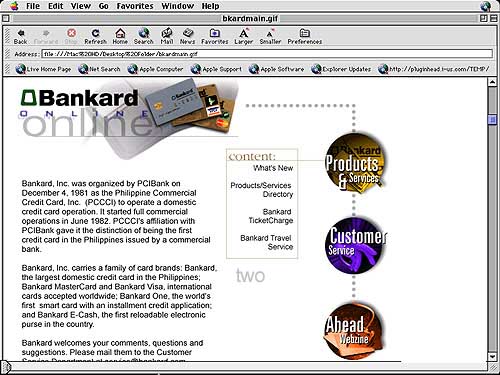 File Edit View Go Favorites Window Help
bkardmain.gif
Back Forward Stop Refresh Home Search Mail News Favorites Larger Smaller Preferences
Address: file:///Mac%20HD/Desktop%20Folder/bkardmain.gif
Live Home Page Net Search Apple Computer Apple Support Apple Software Explorer Updates http://pluginhead.i-us.com/TEMP/
Bankard
ONLINE
online
content:
What's New
Products/Services
Directory
Bankard
TicketCharge
Bankard Travel
Service
two
Products
& Services
Customer
Service
Ahead
Webzine
Bankard, Inc. was organized by PCIBank on
December 4, 1981 as the Philippine Commercial
Credit Card, Inc. (PCCCI) to operate a domestic
credit card operation. It started full commercial
operations in June 1982. PCCCI's affiliation with
PCIBank gave it the distinction of being the first
credit card in the Philippines issued by a commercial
bank.
Bankard, Inc. carries a family of card brands: Bankard,
the largest domestic credit card in the Philippines;
Bankard MasterCard and Bankard Visa, international
cards accepted worldwide; Bankard One, the world's
first smart card with an installment credit application;
and Bankard E-Cash, the first reloadable electronic
purse in the country.
Bankard welcomes your comments, questions and
suggestions. Please mail them to the Customer
Service Department at service@bankard.com